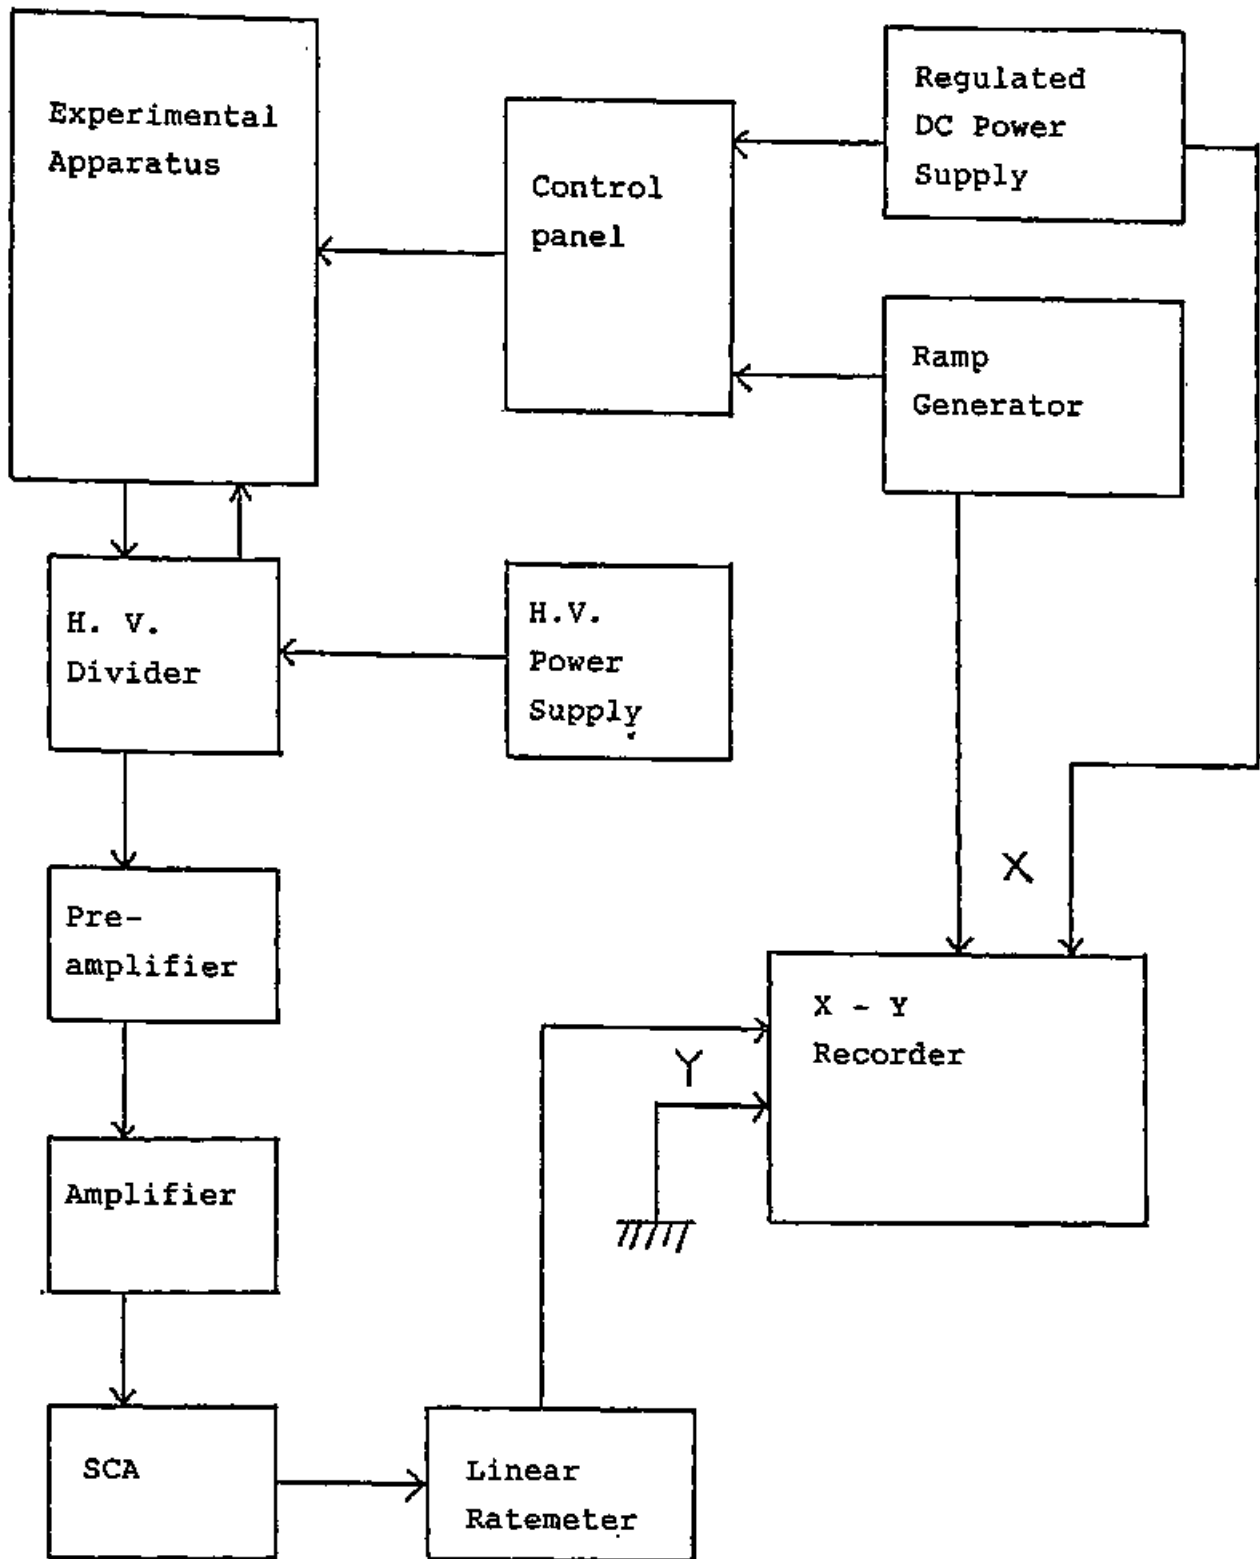 Experimental
Apparatus
Control
panel
Regulated
DC Power
Supply
Ramp
Generator
H. V.
Divider
H.V.
Power
Supply
Pre-
amplifier
X
X - Y
Recorder
Y
Amplifier
SCA
Linear
Ratemeter